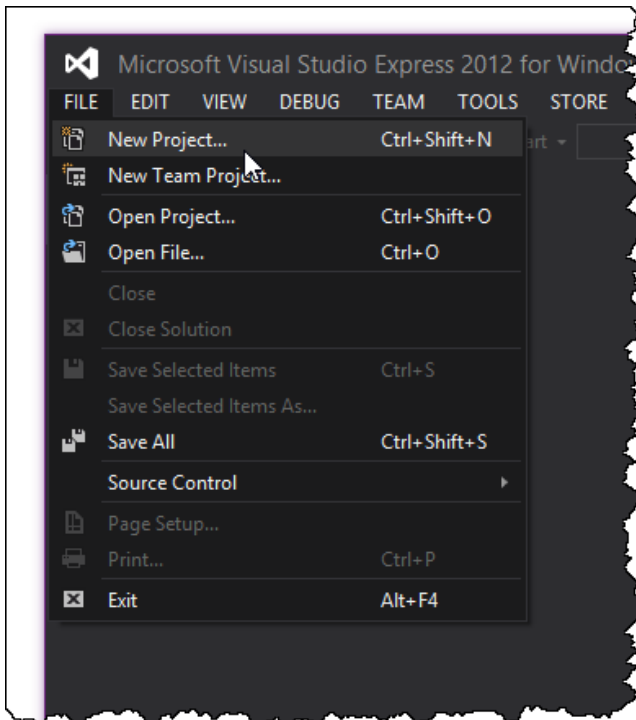 Microsoft Visual Studio Express 2012 for
FILE EDIT VIEW DEBUG TEAM TOOLS STORE
New Project... Ctrl+Shift+N
New Team Project...
Open Project... Ctrl+Shift+O
Open File... Ctrl+O
Close
Close Solution
Save Selected Items Ctrl+S
Save Selected Items As...
Save All Ctrl+Shift+S
Source Control
Page Setup...
Print... Ctrl+P
Exit Alt+F4